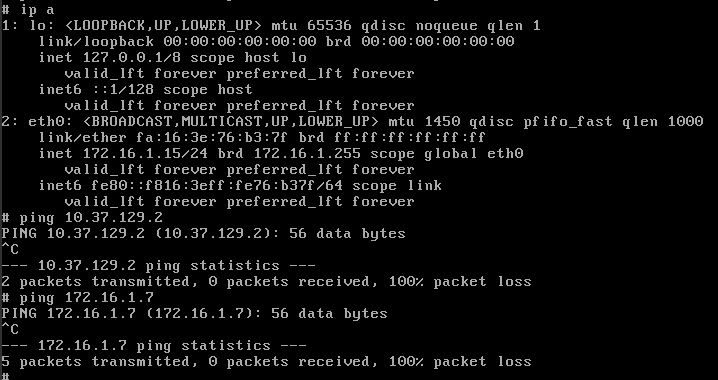 # ip a
1: lo: <LOOPBACK,UP,LOWER_UP> mtu 65536 qdisc noqueue qlen 1
    link/loopback 00:00:00:00:00:00 brd 00:00:00:00:00:00
    inet 127.0.0.1/8 scope host lo
       valid_lft forever preferred_lft forever
    inet6 ::1/128 scope host
       valid_lft forever preferred_lft forever
2: eth0: <BROADCAST,MULTICAST,UP,LOWER_UP> mtu 1450 qdisc pfifo_fast qlen 1000
    link/ether fa:16:3e:76:b3:7f brd ff:ff:ff:ff:ff:ff
    inet 172.16.1.15/24 brd 172.16.1.255 scope global eth0
       valid_lft forever preferred_lft forever
    inet6 fe80::f816:3eff:fe76:b37f/64 scope link
       valid_lft forever preferred_lft forever
# ping 10.37.129.2
PING 10.37.129.2 (10.37.129.2): 56 data bytes
^C
--- 10.37.129.2 ping statistics ---
2 packets transmitted, 0 packets received, 100% packet loss
# ping 172.16.1.7
PING 172.16.1.7 (172.16.1.7): 56 data bytes
^C
--- 172.16.1.7 ping statistics ---
5 packets transmitted, 0 packets received, 100% packet loss
#